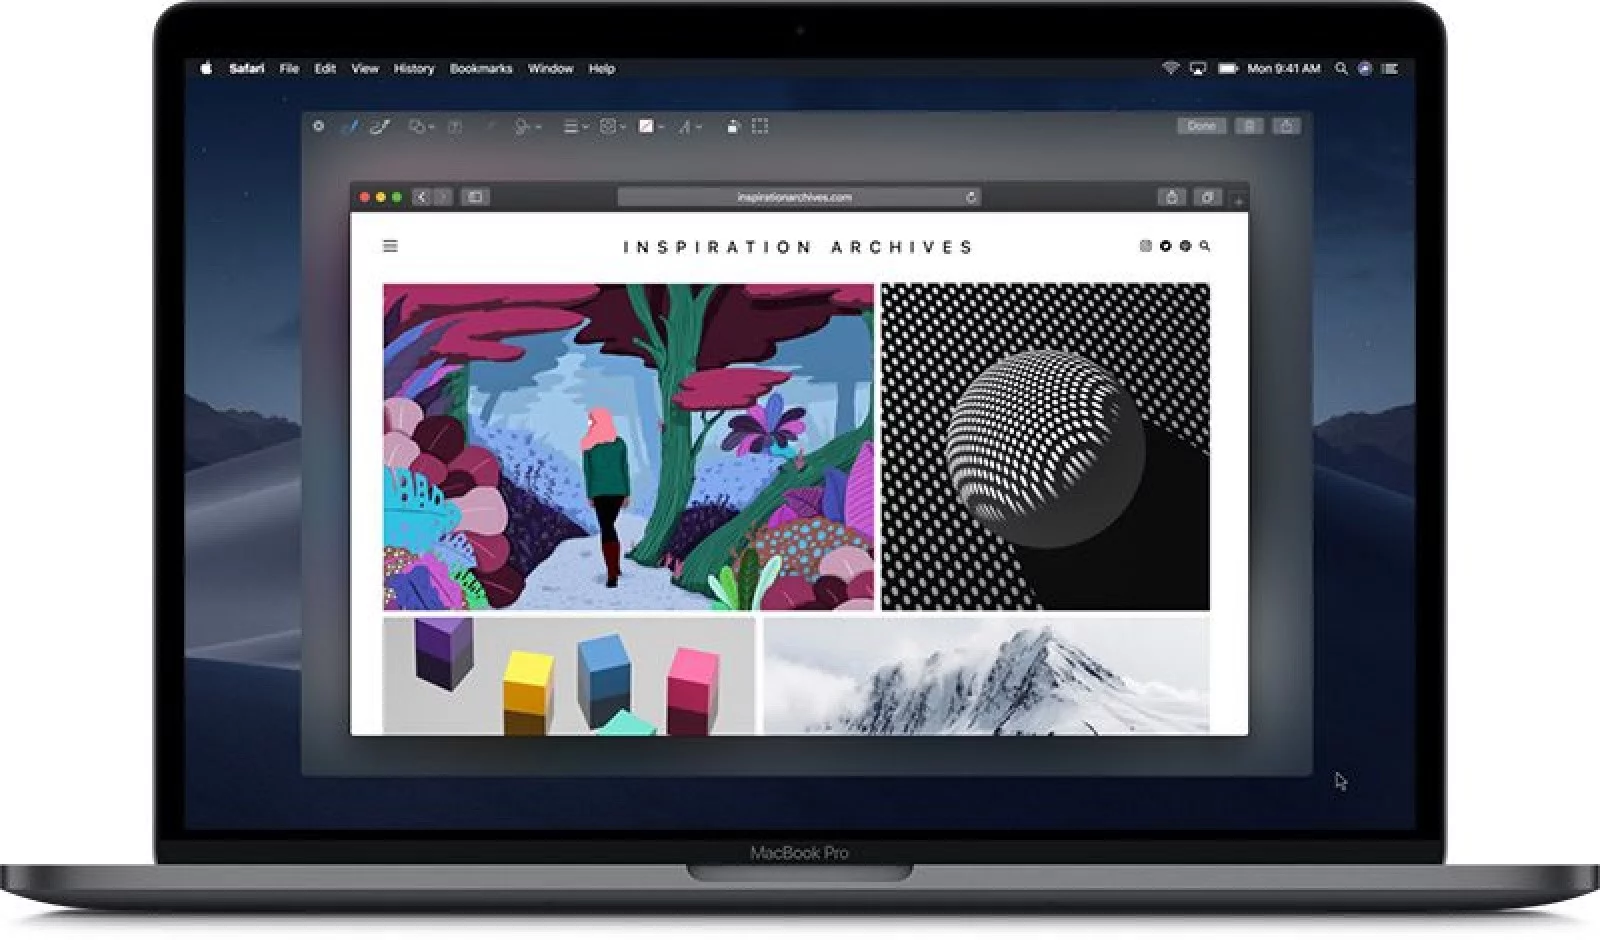 Safari File Edit View History Bookmarks Window Help Mon 9:41 AM
Done
inspirationarchives.com
INSPIRATION ARCHIVES
MacBook Pro